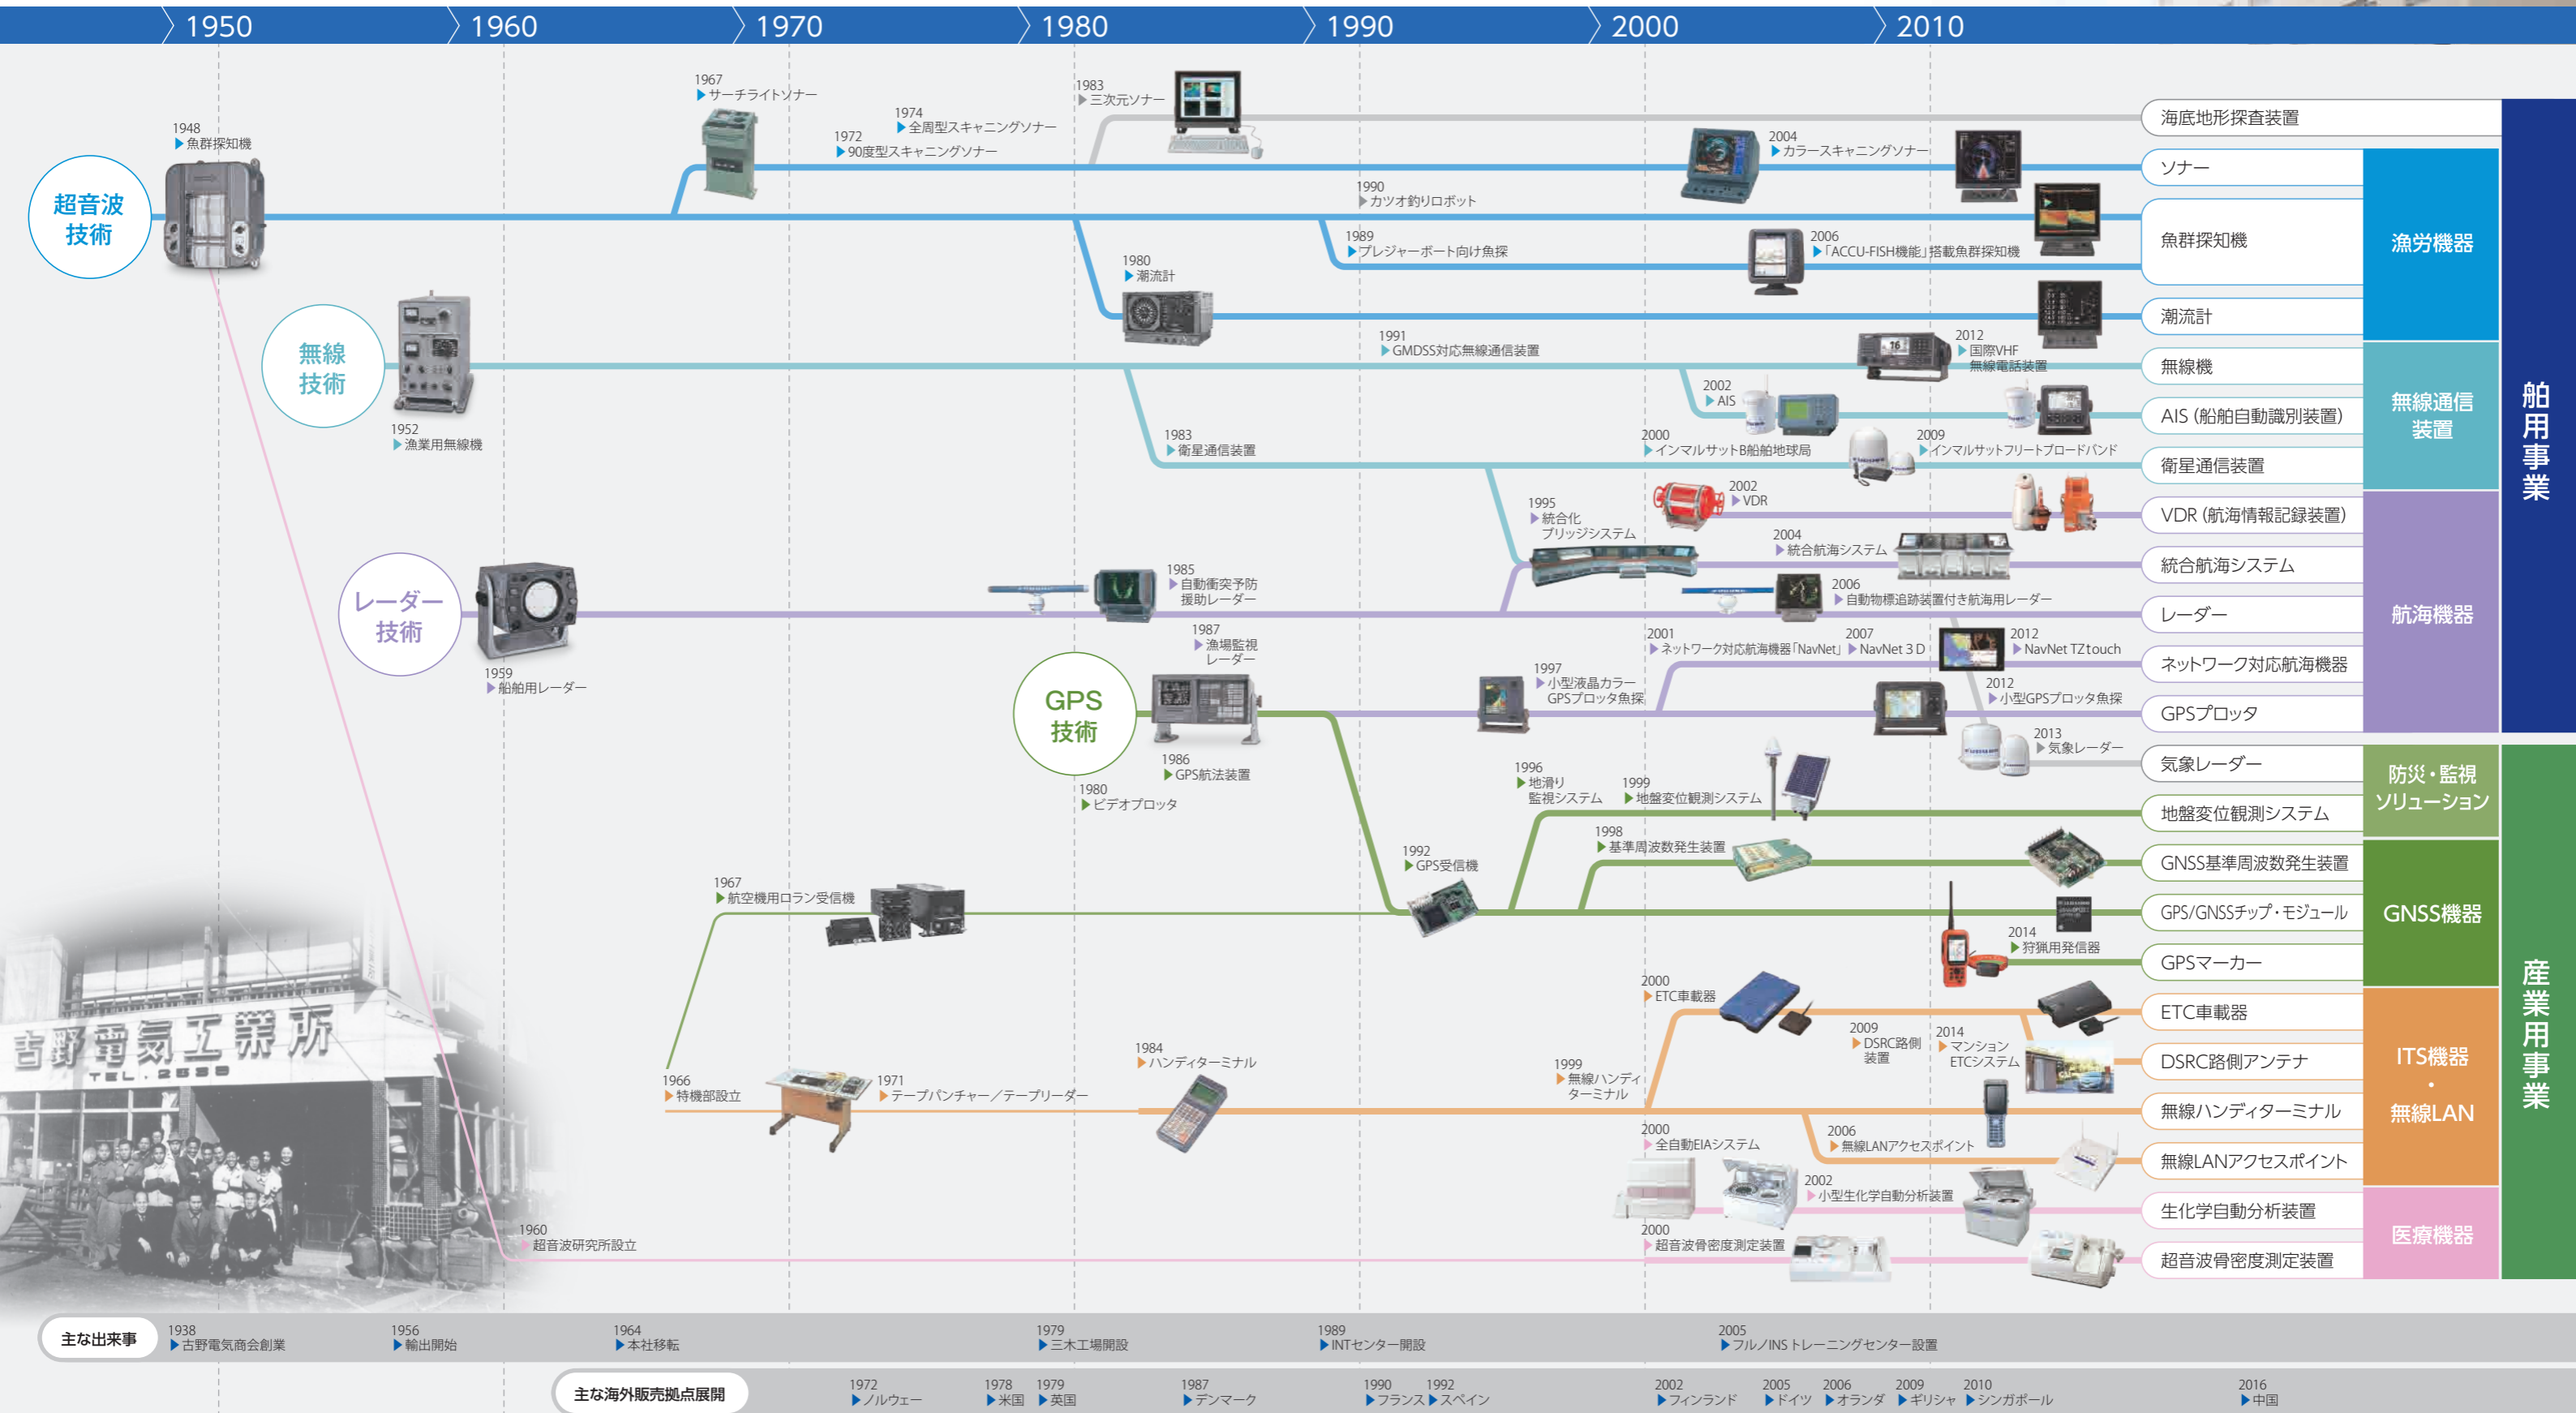 1950
1960
1970
1980
1990
2000
2010
超音波
技術
1948
▶魚群探知機
1967
▶サーチライトソナー
1972
▶90度型スキャニングソナー
1974
▶全周型スキャニングソナー
1983
▶三次元ソナー
2004
▶カラースキャニングソナー
1990
▶カツオ釣りロボット
1989
▶プレジャーボート向け魚探
2006
▶「ACCU-FISH機能」搭載魚群探知機
1980
▶潮流計
無線
技術
1952
▶漁業用無線機
1991
▶GMDSS対応無線通信装置
2012
▶国際VHF
無線電話装置
2002
▶AIS
1983
▶衛星通信装置
2000
▶インマルサットB船舶地球局
2009
▶インマルサットフリートブロードバンド
2002
▶VDR
1995
▶統合化
ブリッジシステム
2004
▶統合航海システム
レーダー
技術
1959
▶船舶用レーダー
1985
▶自動衝突予防
援助レーダー
1987
▶漁場監視
レーダー
2006
▶自動物標追跡装置付き航海用レーダー
2001
▶ネットワーク対応航海機器「NavNet」
2007
▶NavNet 3 D
2012
▶NavNet TZtouch
GPS
技術
1986
▶GPS航法装置
1980
▶ビデオプロッタ
1997
▶小型液晶カラー
GPSプロッタ魚探
2012
▶小型GPSプロッタ魚探
2013
▶気象レーダー
1996
▶地滑り
監視システム
1999
▶地盤変位観測システム
1998
▶基準周波数発生装置
1992
▶GPS受信機
1967
▶航空機用ロラン受信機
2014
▶狩猟用発信器
2000
▶ETC車載器
2009
▶DSRC路側
装置
2014
▶マンション
ETCシステム
1966
▶特機部設立
1971
▶テープパンチャー／テープリーダー
1984
▶ハンディターミナル
1999
▶無線ハンディ
ターミナル
2006
▶無線LANアクセスポイント
2000
▶全自動EIAシステム
2002
▶小型生化学自動分析装置
1960
▶超音波研究所設立
2000
▶超音波骨密度測定装置
古野電気工業所
TEL.2539
海底地形探査装置
ソナー
魚群探知機
潮流計
無線機
AIS（船舶自動識別装置）
衛星通信装置
VDR（航海情報記録装置）
統合航海システム
レーダー
ネットワーク対応航海機器
GPSプロッタ
気象レーダー
地盤変位観測システム
GNSS基準周波数発生装置
GPS/GNSSチップ・モジュール
GPSマーカー
ETC車載器
DSRC路側アンテナ
無線ハンディターミナル
無線LANアクセスポイント
生化学自動分析装置
超音波骨密度測定装置
漁労機器
無線通信
装置
航海機器
防災・監視
ソリューション
GNSS機器
ITS機器
・
無線LAN
医療機器
舶用事業
産業用事業
主な出来事
1938
▶古野電気商会創業
1956
▶輸出開始
1964
▶本社移転
1979
▶三木工場開設
1989
▶INTセンター開設
2005
▶フルノINS トレーニングセンター設置
主な海外販売拠点展開
1972
▶ノルウェー
1978
▶米国
1979
▶英国
1987
▶デンマーク
1990
▶フランス
1992
▶スペイン
2002
▶フィンランド
2005
▶ドイツ
2006
▶オランダ
2009
▶ギリシャ
2010
▶シンガポール
2016
▶中国